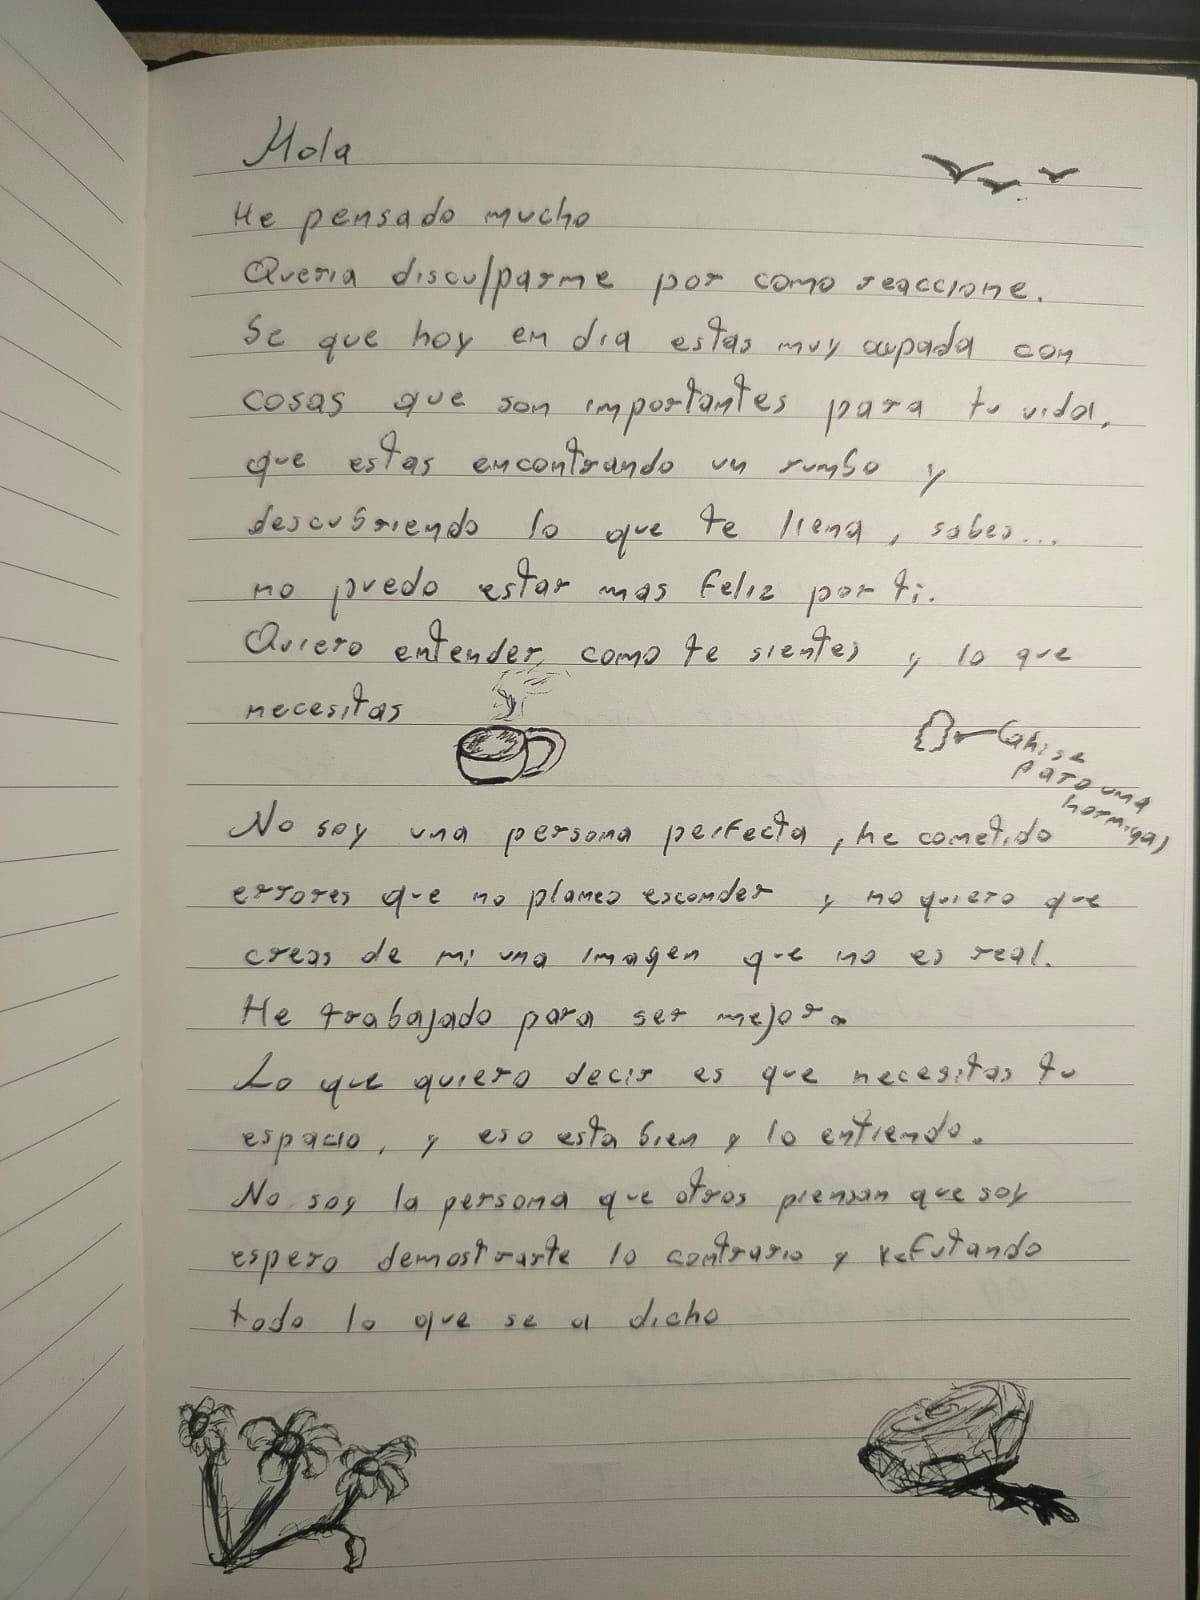 Hola
He pensado mucho
Queria disculparme por como reaccione.
Se que hoy en dia estas muy ocupada con
cosas que son importantes para tu vida,
que estas encontrando un rumbo y
descubriendo lo que te llena, sabes...
no puedo estar mas feliz por ti.
Quiero entender como te sientes y lo que
necesitas
paro una
hormiga)
No soy una persona perfecta, he cometido
errores que no planeo esconder y no quiero que
creas de mi una imagen que no es real.
He trabajado para ser mejor.
Lo que quiero decir es que necesitas tu
espacio, y eso esta bien y lo entiendo.
No soy la persona que otros piensan que soy
espero demostrarte lo contrario y refutando
todo lo que se a dicho